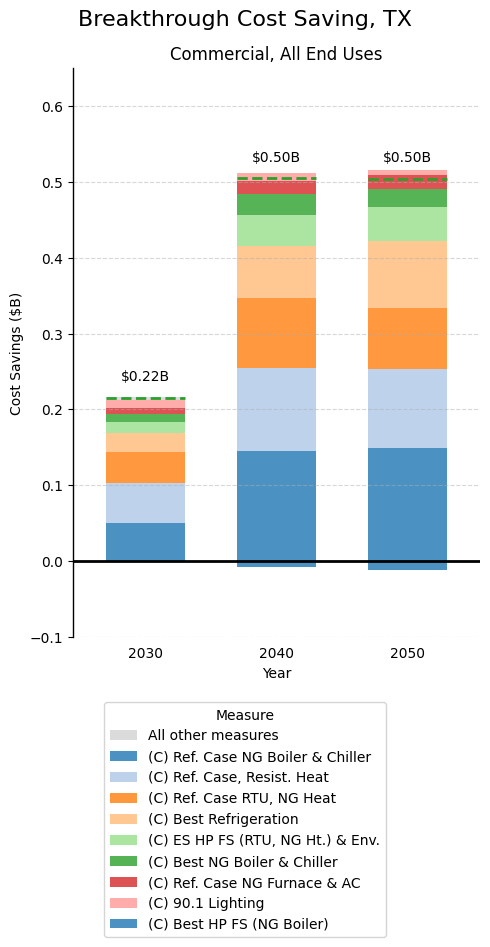 Breakthrough Cost Saving, TX
Commercial, All End Uses
0.6
0.5
0.4
0.3
0.2
0.1
0.0
−0.1
Cost Savings ($B)
$0.22B
$0.50B
$0.50B
2030
2040
2050
Year
Measure
All other measures
(C) Ref. Case NG Boiler & Chiller
(C) Ref. Case, Resist. Heat
(C) Ref. Case RTU, NG Heat
(C) Best Refrigeration
(C) ES HP FS (RTU, NG Ht.) & Env.
(C) Best NG Boiler & Chiller
(C) Ref. Case NG Furnace & AC
(C) 90.1 Lighting
(C) Best HP FS (NG Boiler)